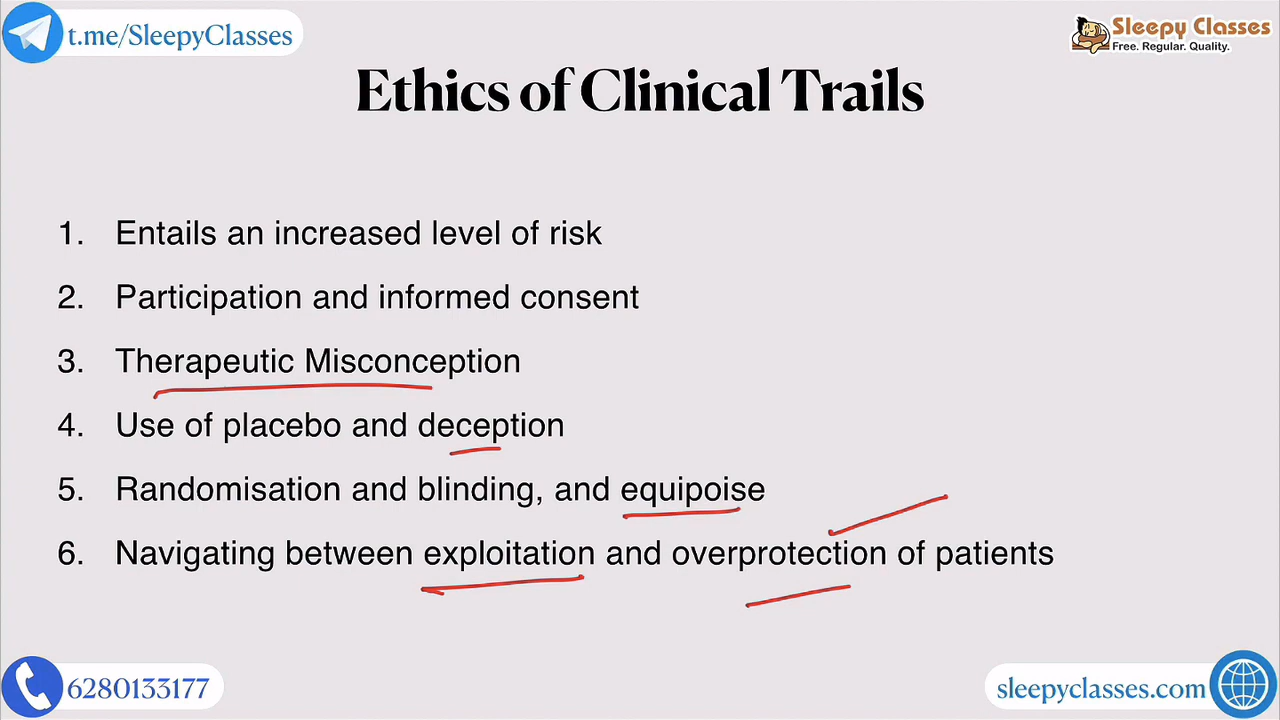 t.me/SleepyClasses
Sleepy Classes
Free. Regular. Quality.
Ethics of Clinical Trails
1. Entails an increased level of risk
2. Participation and informed consent
3. Therapeutic Misconception
4. Use of placebo and deception
5. Randomisation and blinding, and equipoise
6. Navigating between exploitation and overprotection of patients
6280133177
sleepyclasses.com